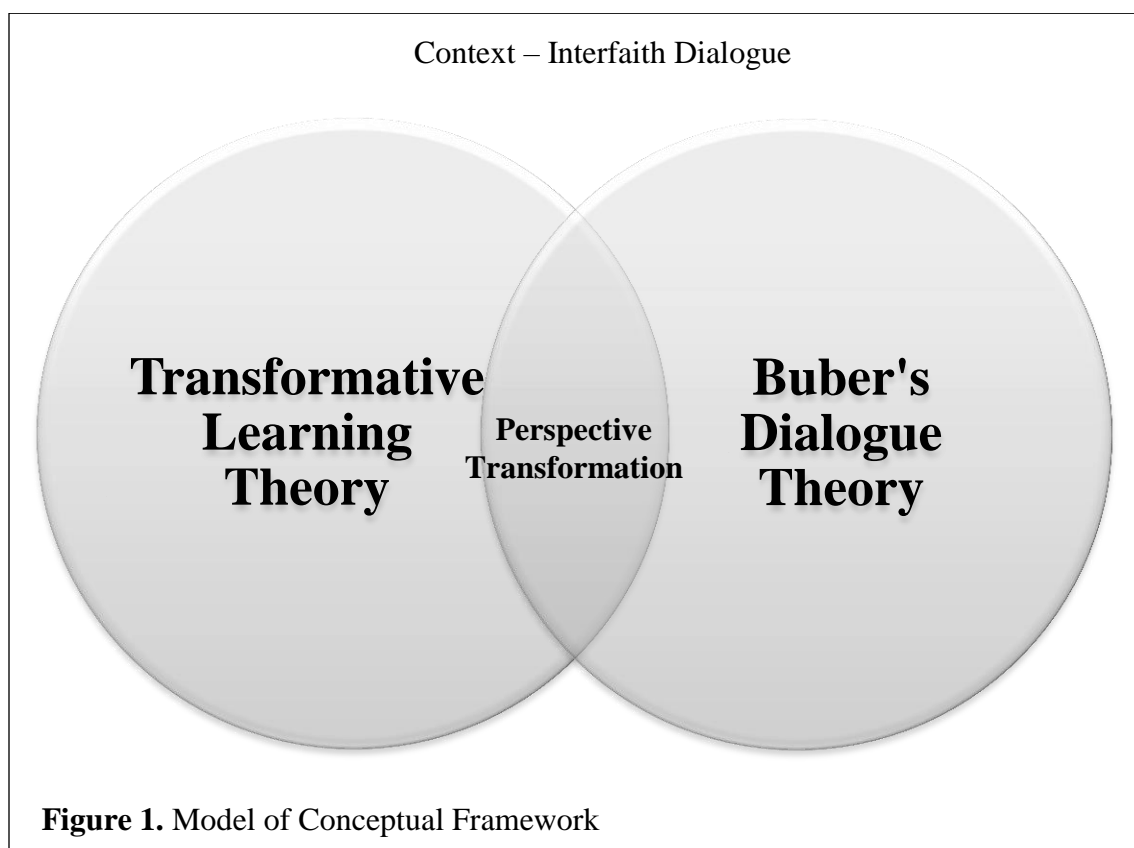 Context – Interfaith Dialogue
Transformative
Learning
Theory
Perspective
Transformation
Buber's
Dialogue
Theory
Figure 1. Model of Conceptual Framework